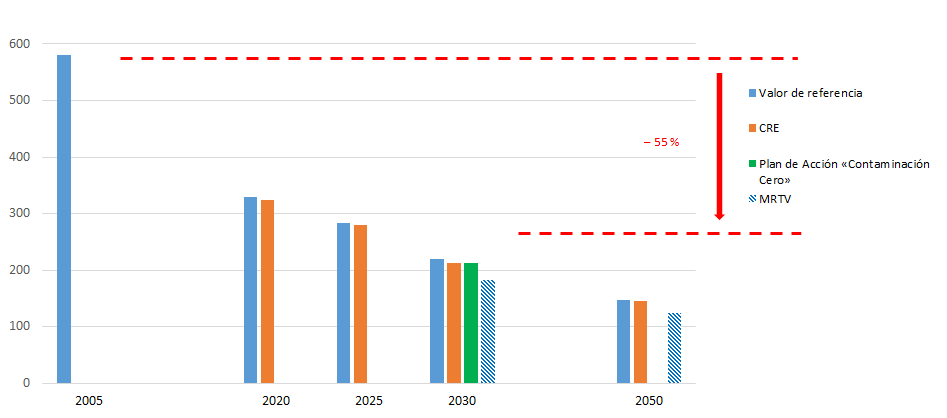 600
500
400
300
200
100
0
2005
2020
2025
2030
2050
– 55 %
Valor de referencia
CRE
Plan de Acción «Contaminación
Cero»
MRTV